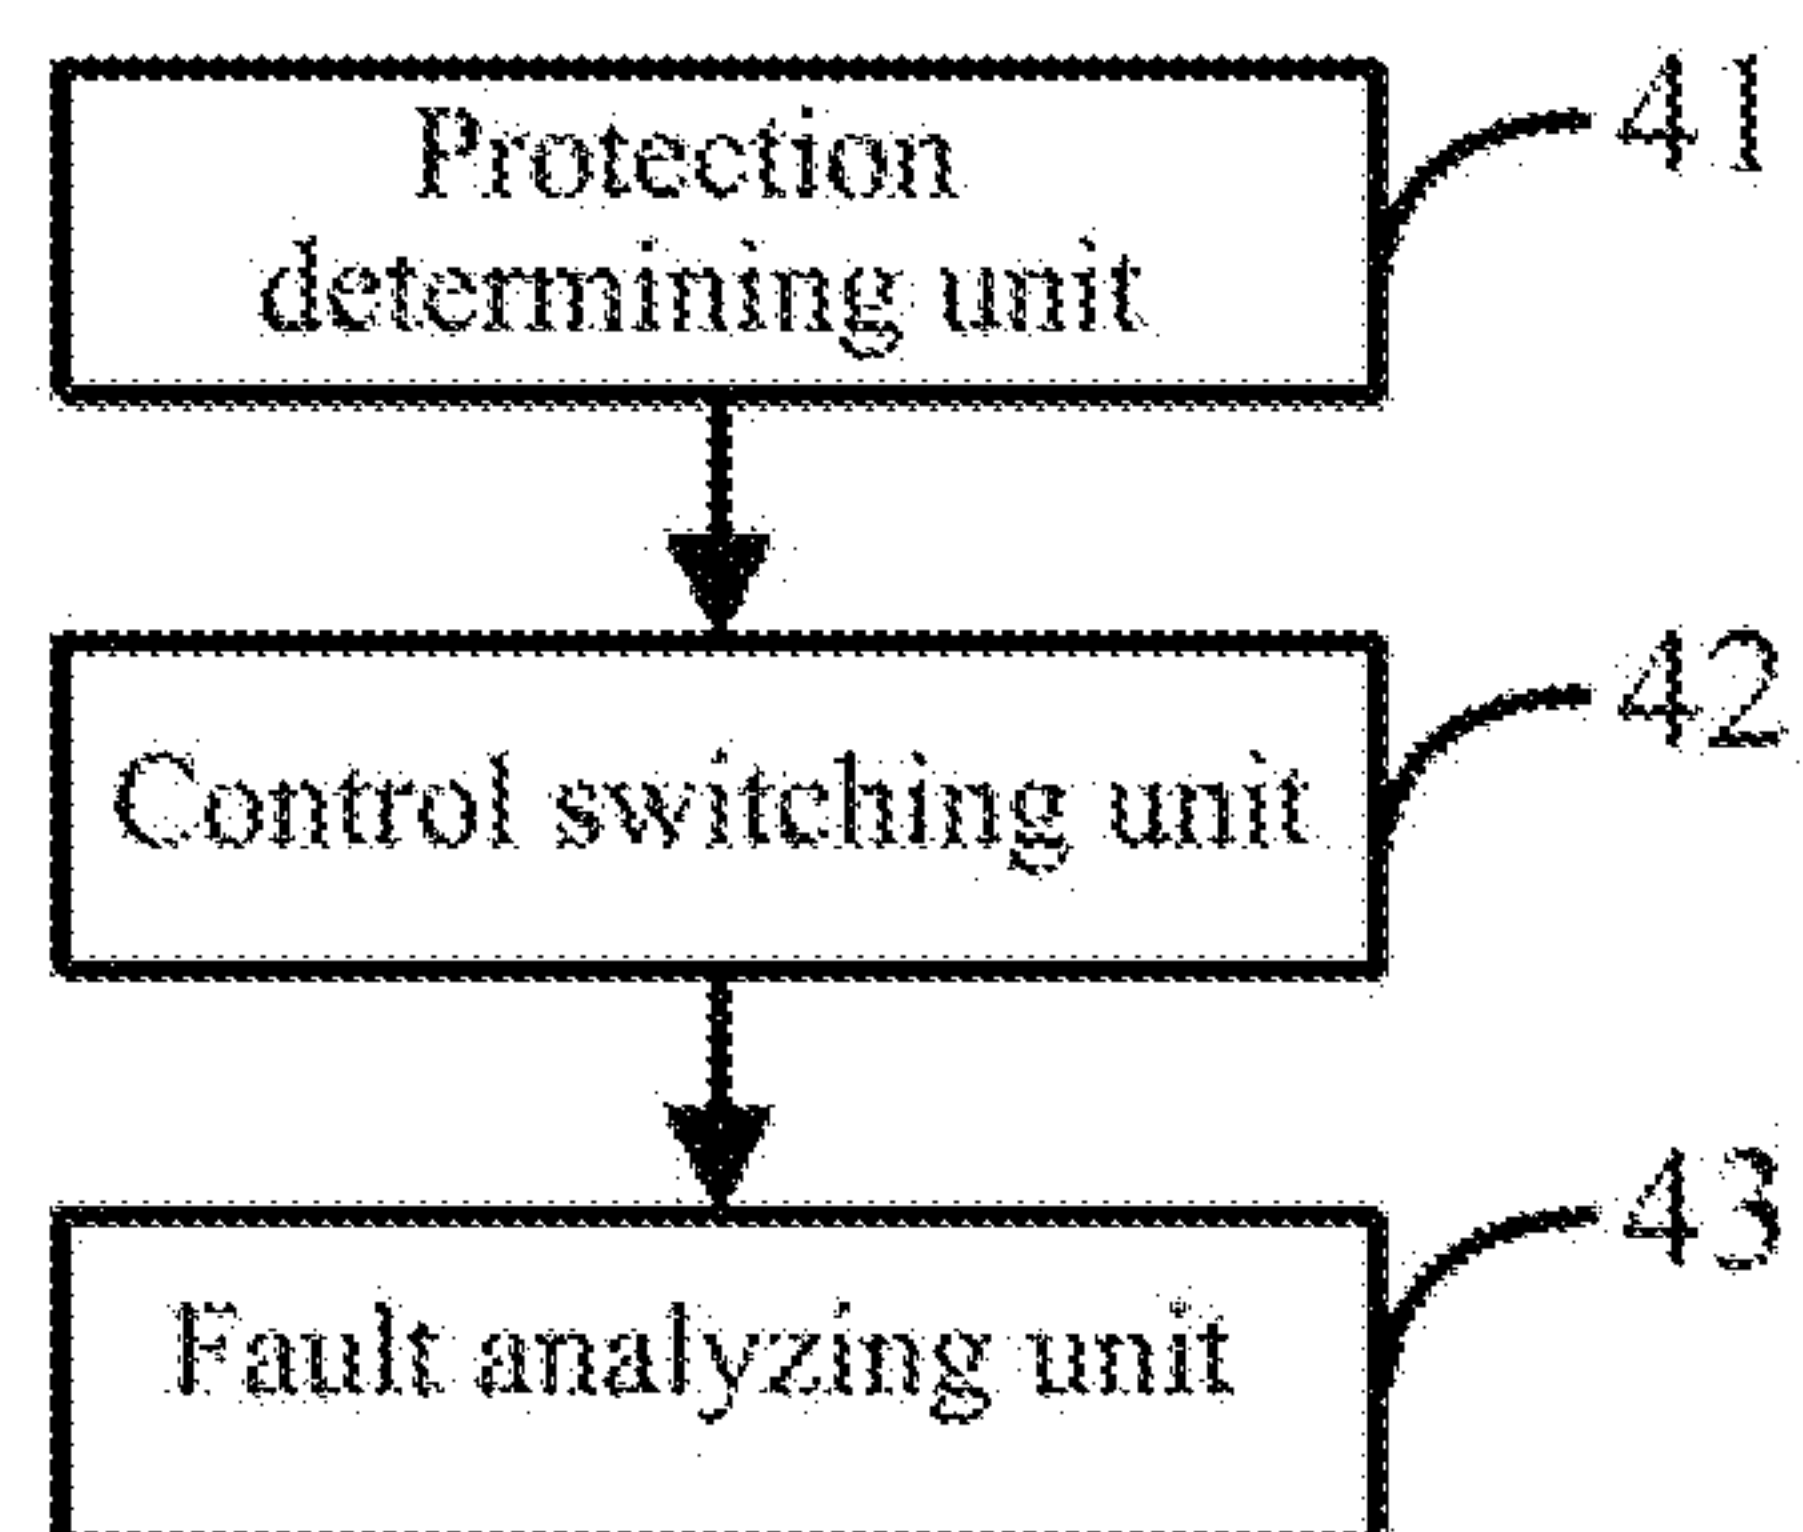 Protection
determining unit
41
Control switching unit
42
Fault analyzing unit
43